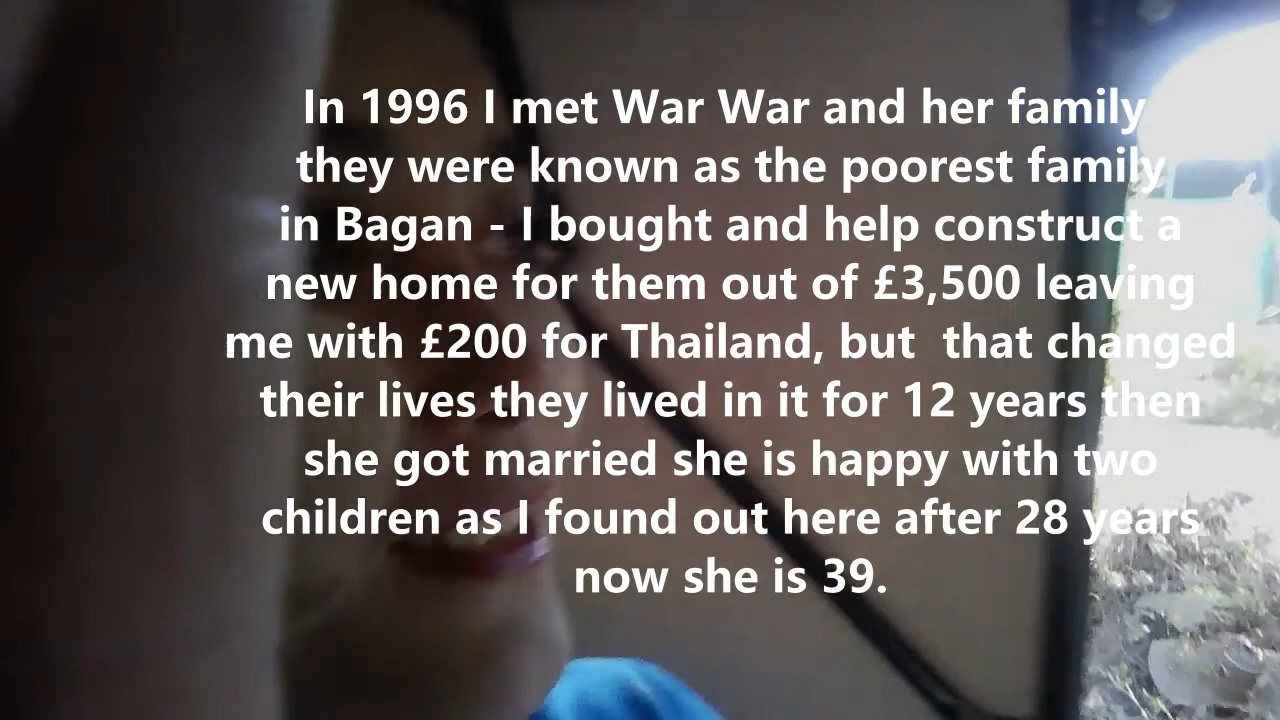 In 1996 I met War War and her family
they were known as the poorest family
in Bagan - I bought and help construct a
new home for them out of £3,500 leaving
me with £200 for Thailand, but  that changed
their lives they lived in it for 12 years then
she got married she is happy with two
children as I found out here after 28 years
now she is 39.